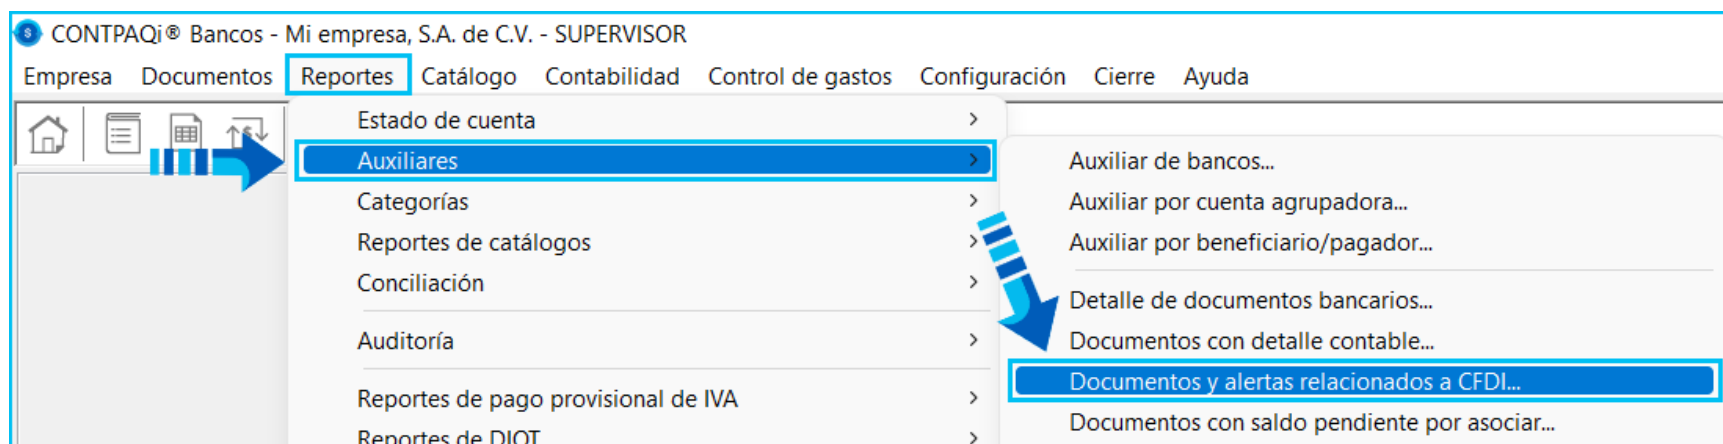 CONTPAQi® Bancos - Mi empresa, S.A. de C.V. - SUPERVISOR
Empresa Documentos Reportes Catálogo Contabilidad Control de gastos Configuración Cierre Ayuda
Estado de cuenta
Auxiliares
Categorías
Reportes de catálogos
Conciliación
Auditoría
Reportes de pago provisional de IVA
Reportes de DIOT
Auxiliar de bancos...
Auxiliar por cuenta agrupadora...
Auxiliar por beneficiario/pagador...
Detalle de documentos bancarios...
Documentos con detalle contable...
Documentos y alertas relacionados a CFDI...
Documentos con saldo pendiente por asociar...